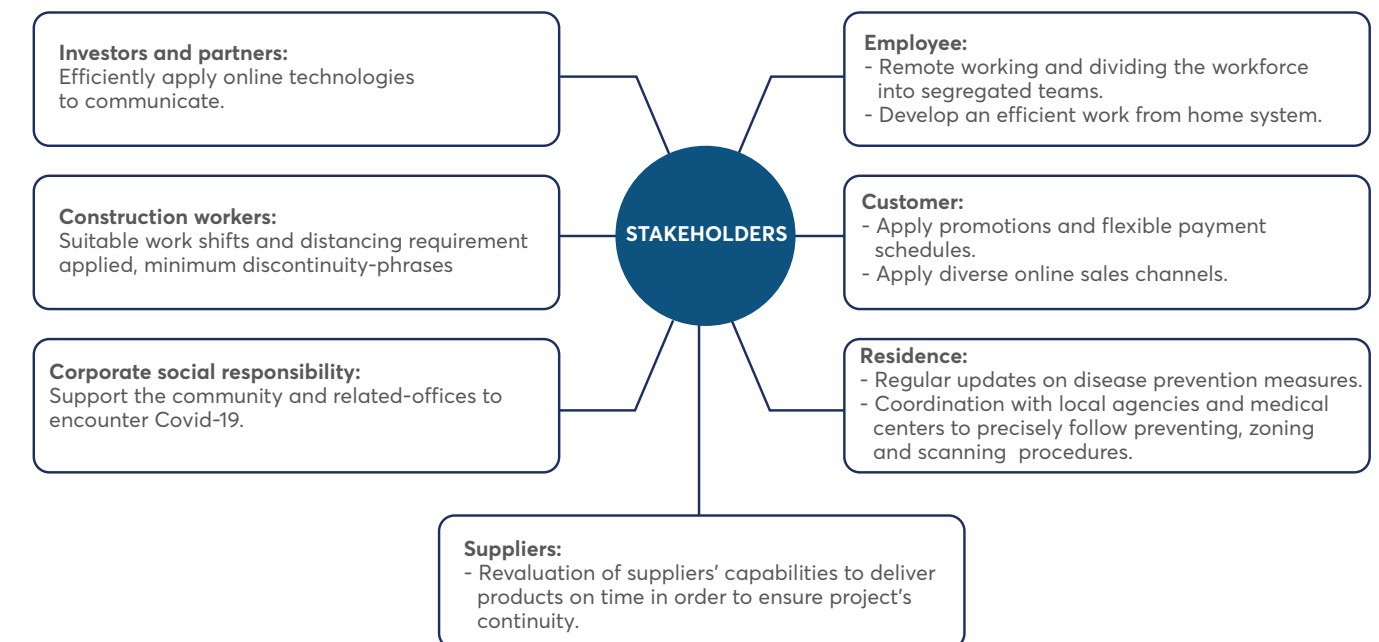 Investors and partners:
Efficiently apply online technologies
to communicate.
Construction workers:
Suitable work shifts and distancing requirement
applied, minimum discontinuity-phrases
Corporate social responsibility:
Support the community and related-offices to
encounter Covid-19.
STAKEHOLDERS
Employee:
- Remote working and dividing the workforce
into segregated teams.
- Develop an efficient work from home system.
Customer:
- Apply promotions and flexible payment
schedules.
- Apply diverse online sales channels.
Residence:
- Regular updates on disease prevention measures.
- Coordination with local agencies and medical
centers to precisely follow preventing, zoning
and scanning  procedures.
Suppliers:
- Revaluation of suppliers’ capabilities to deliver
products on time in order to ensure project’s
continuity.